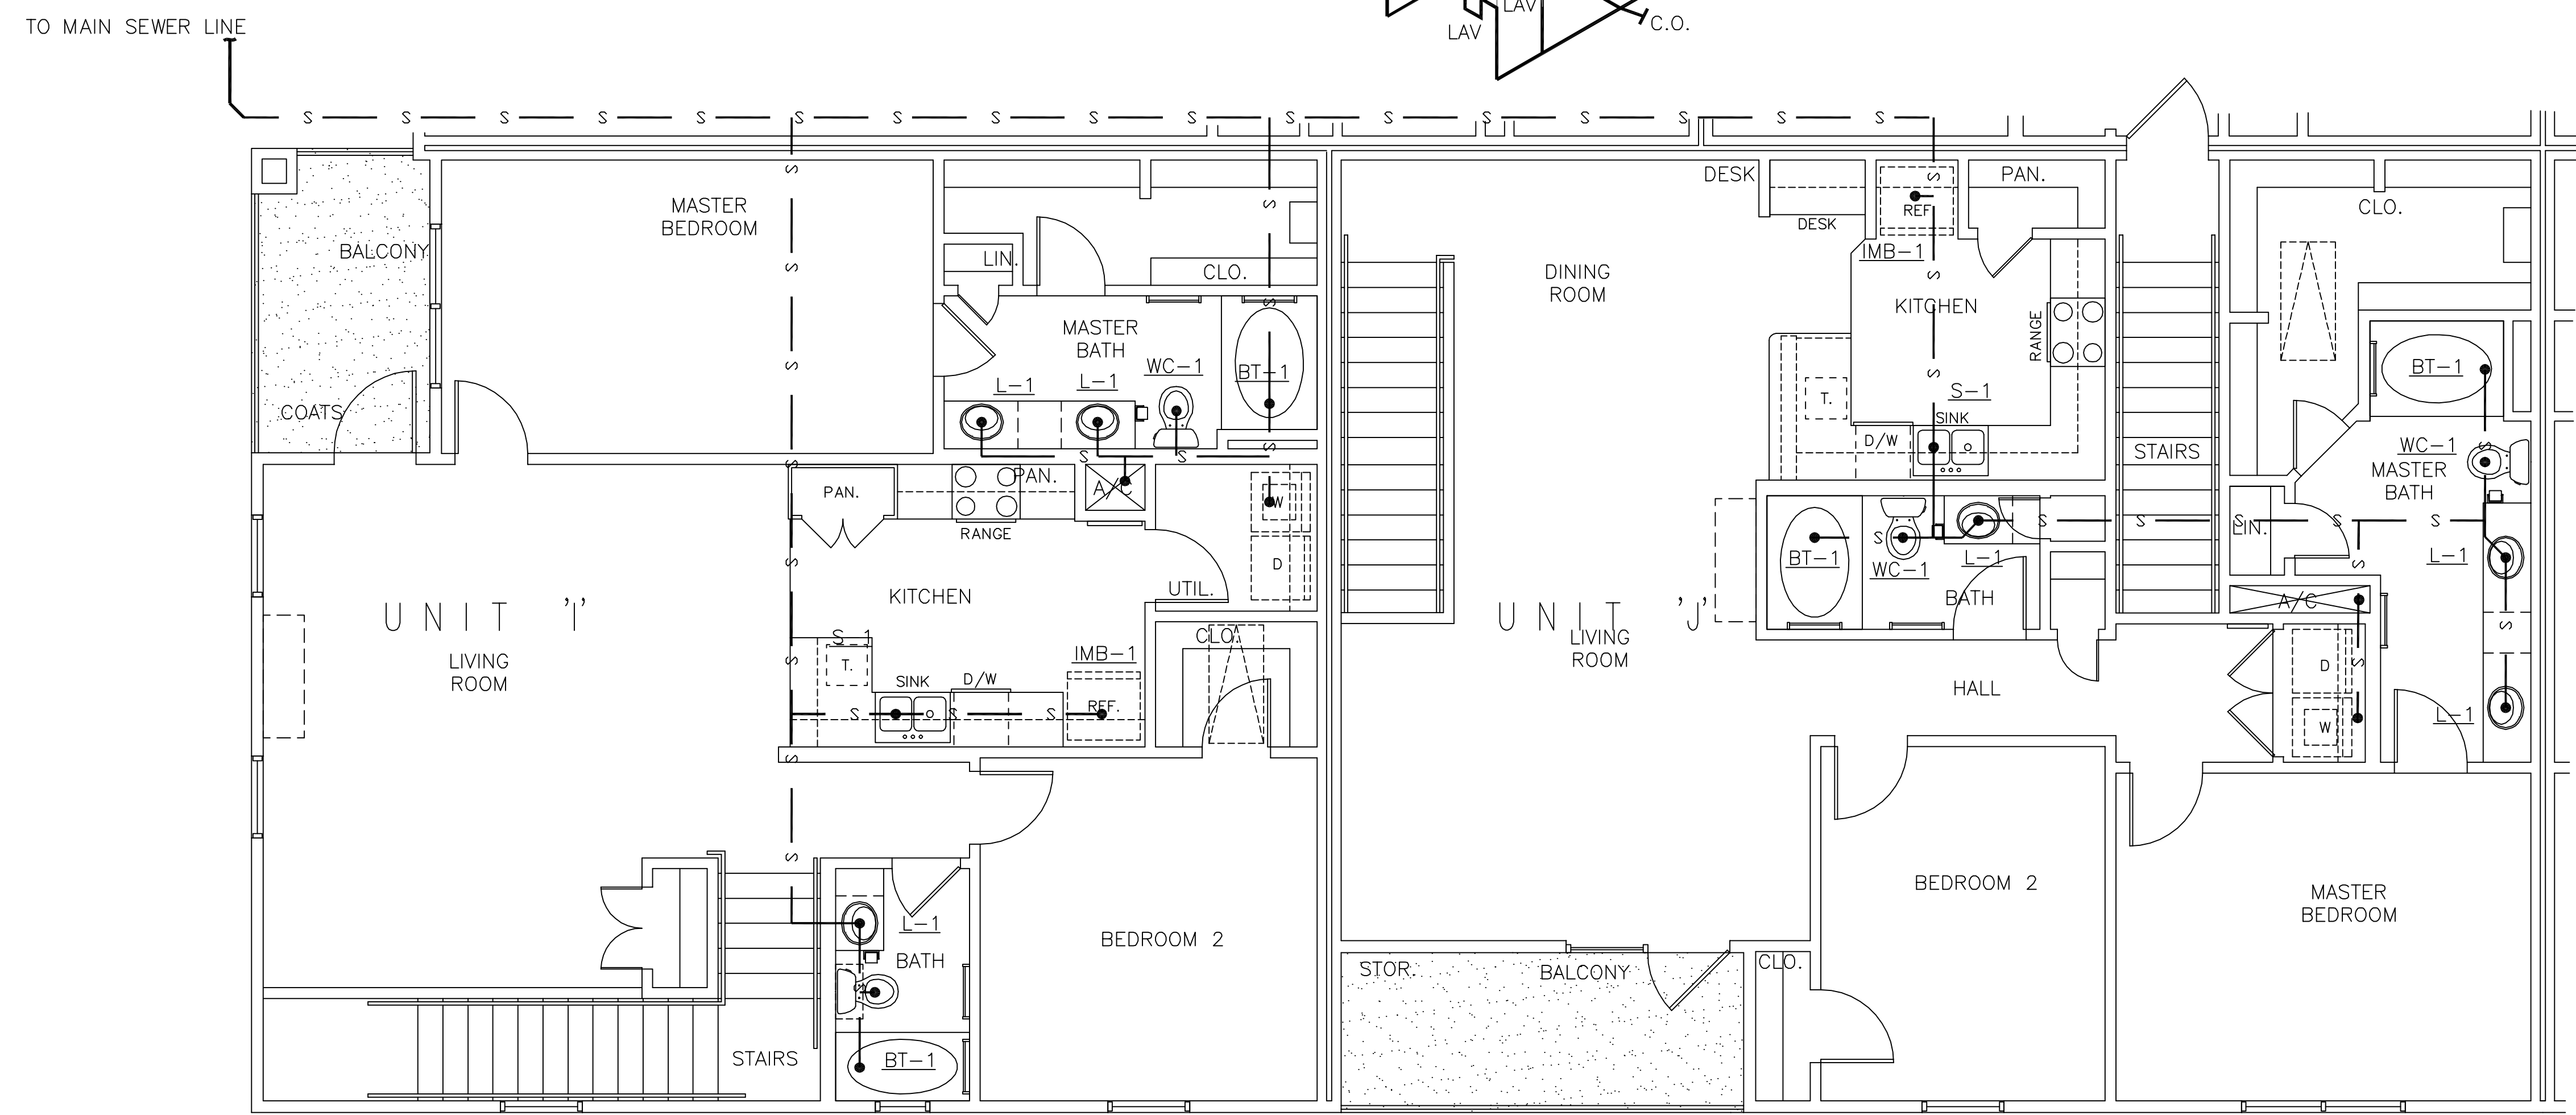 TO MAIN SEWER LINE
LAV
LAV
C.O.
S S S S S S S S S S S S S S S S S
MASTER
BEDROOM
BALCONY
COATS
LIN.
CLO.
MASTER
BATH
WC-1
L-1
L-1
BT-1
PAN.
RANGE
PAN.
A/C
W
D
UTIL.
KITCHEN
UNIT 'I'
LIVING
ROOM
S-1
T.
SINK
D/W
IMB-1
REF.
CLO.
L-1
BATH
BT-1
STAIRS
BEDROOM 2
DESK
DESK
REF
PAN.
IMB-1
DINING
ROOM
KITCHEN
RANGE
T.
S-1
SINK
D/W
STAIRS
BT-1
WC-1
L-1
BATH
UNIT 'J'
LIVING
ROOM
HALL
CLO.
BT-1
WC-1
MASTER
BATH
LIN.
L-1
A/C
D
W
L-1
BEDROOM 2
MASTER
BEDROOM
STOR.
BALCONY
CLO.